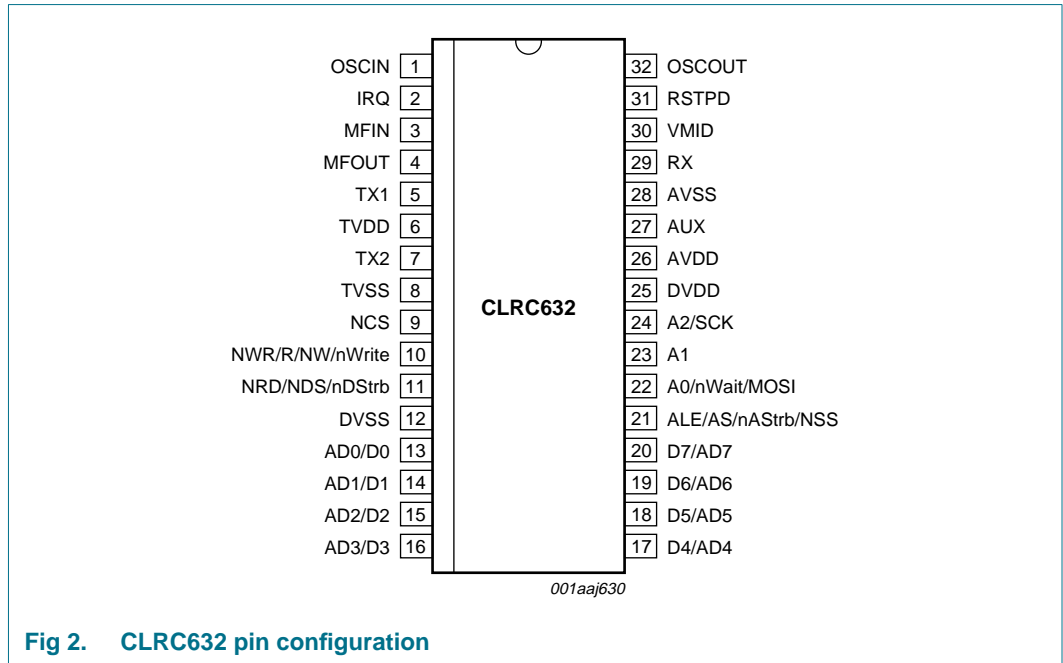 OSCIN 1 32 OSCOUT
IRQ 2 31 RSTPD
MFIN 3 30 VMID
MFOUT 4 29 RX
TX1 5 28 AVSS
TVDD 6 27 AUX
TX2 7 26 AVDD
TVSS 8 25 DVDD
CLRC632
NCS 9 24 A2/SCK
NWR/R/NW/nWrite 10 23 A1
NRD/NDS/nDStrb 11 22 A0/nWait/MOSI
DVSS 12 21 ALE/AS/nAStrb/NSS
AD0/D0 13 20 D7/AD7
AD1/D1 14 19 D6/AD6
AD2/D2 15 18 D5/AD5
AD3/D3 16 17 D4/AD4
001aaj630
Fig 2. CLRC632 pin configuration